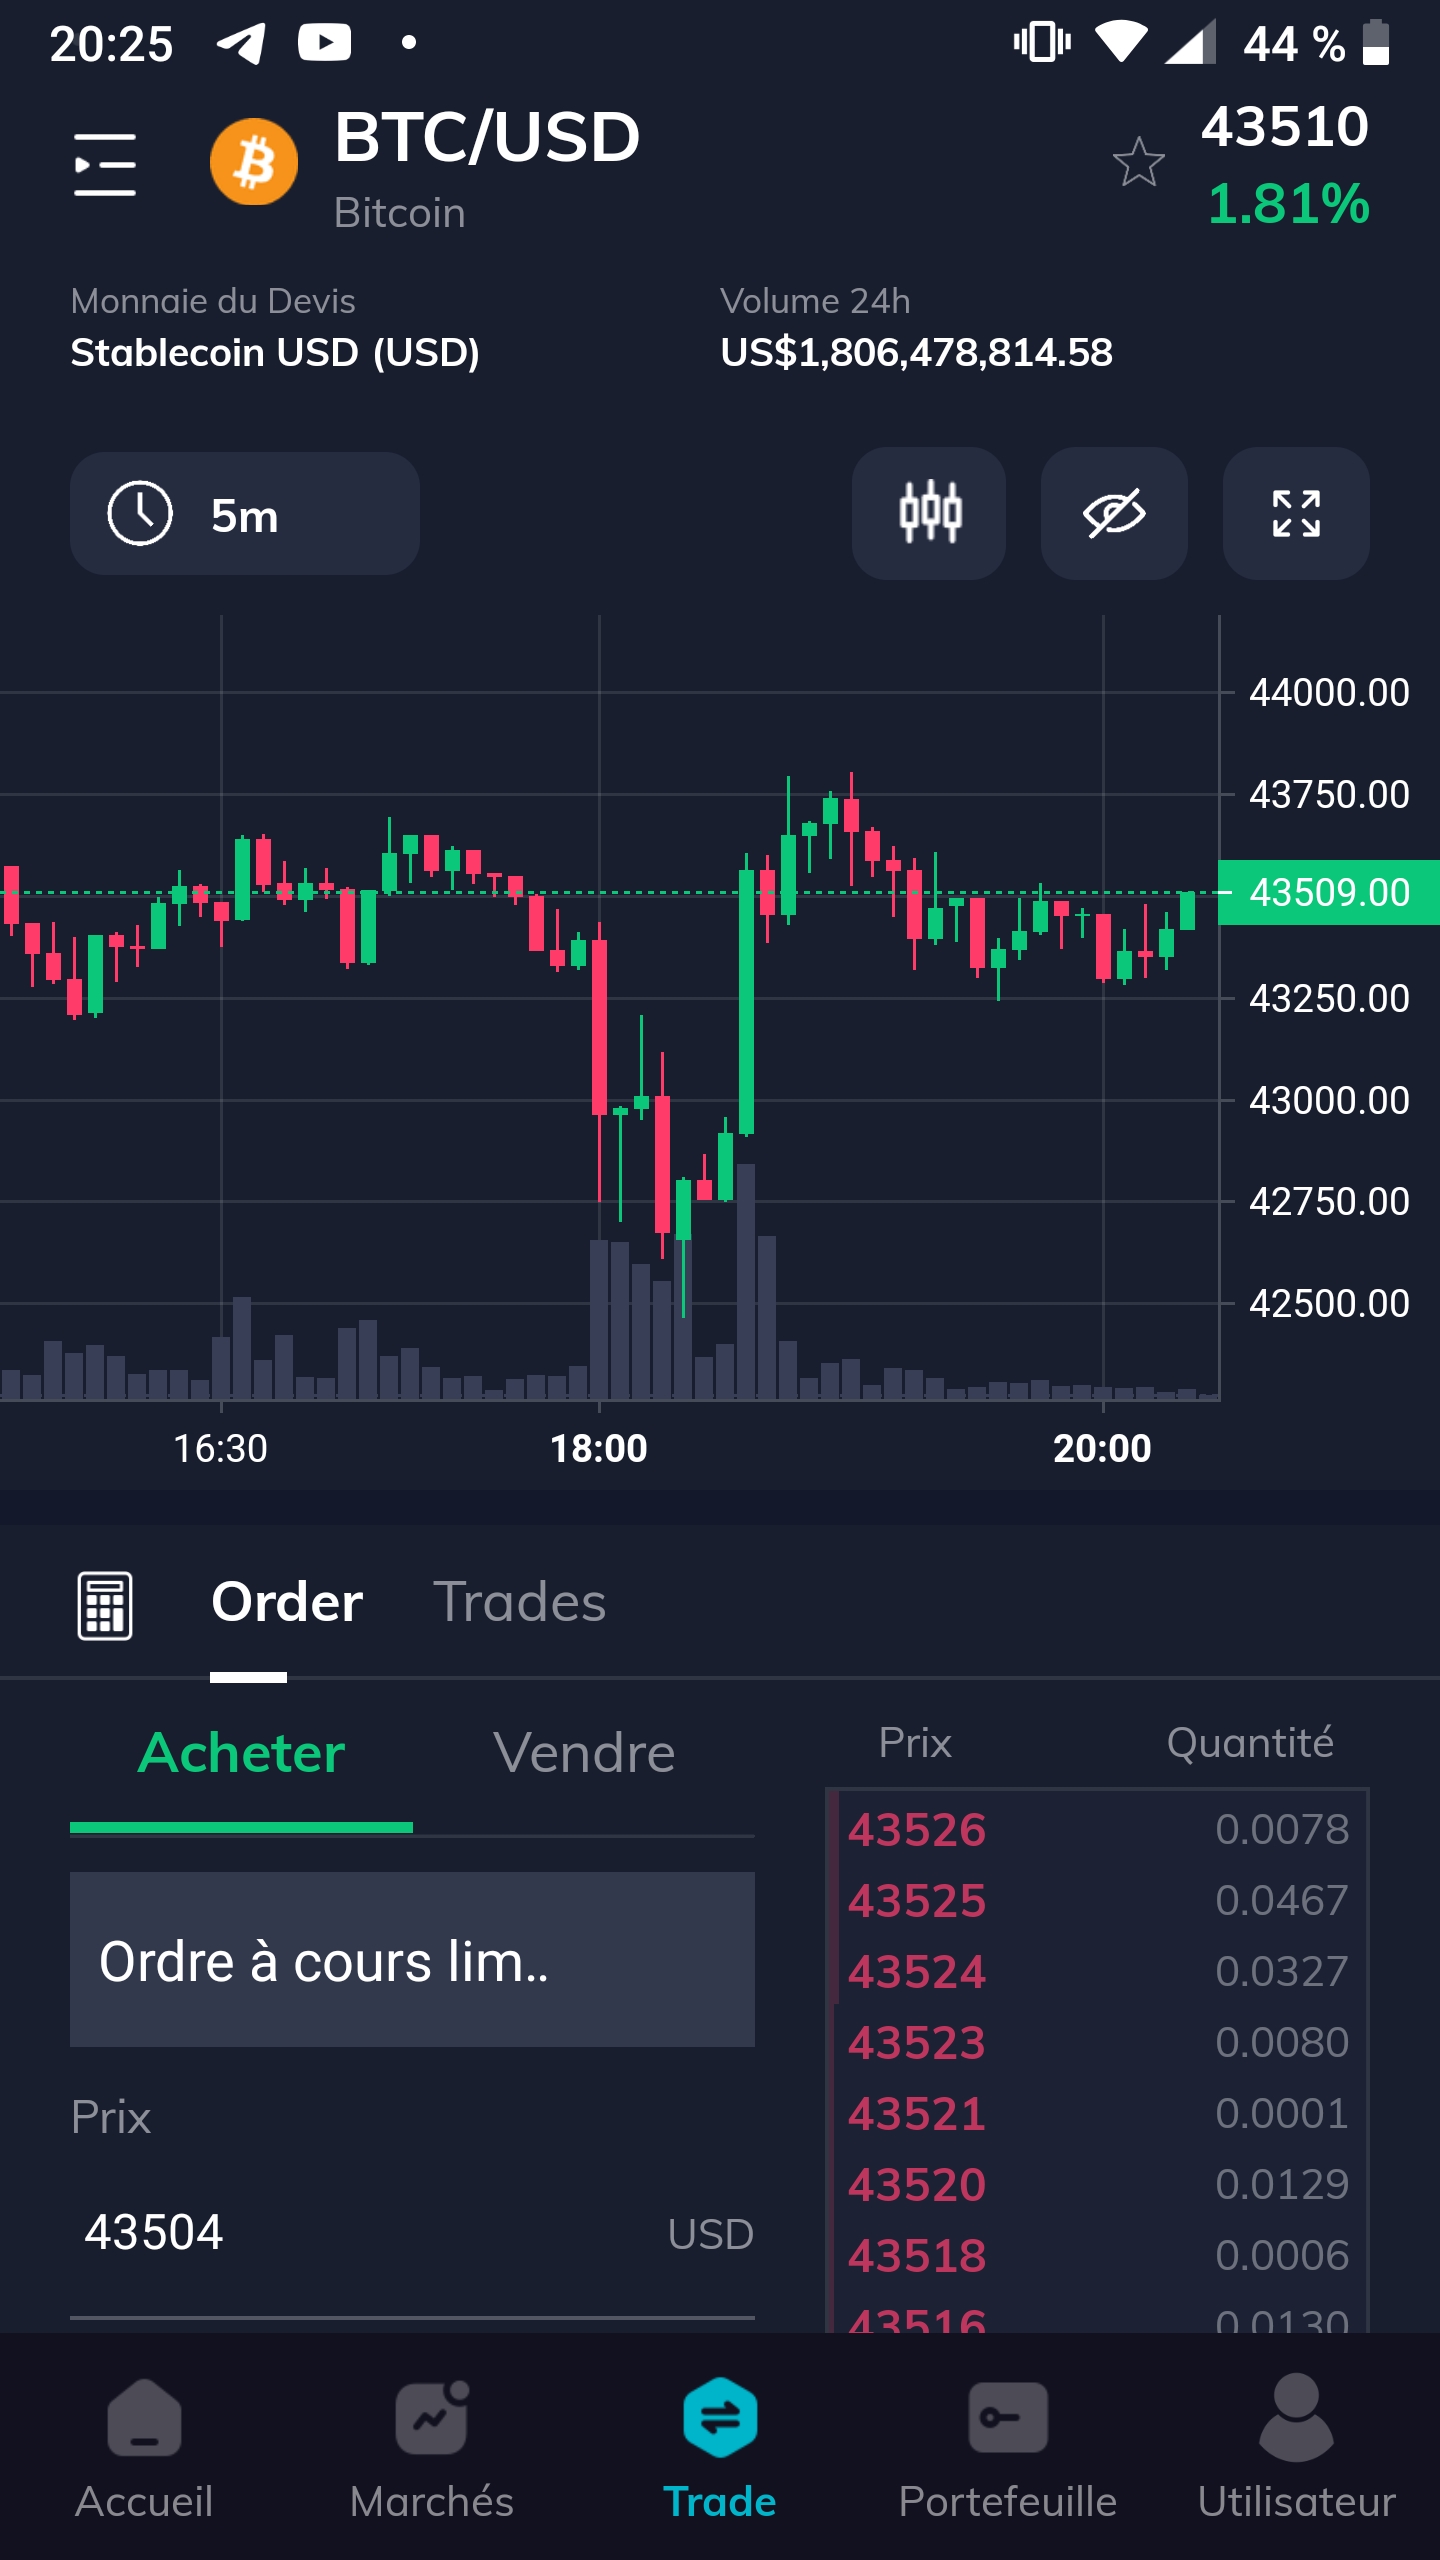 20:25
44 %
BTC/USD
43510
Bitcoin
1.81%
Monnaie du Devis
Volume 24h
Stablecoin USD (USD)
US$1,806,478,814.58
5m
44000.00
43750.00
43509.00
43250.00
43000.00
42750.00
42500.00
16:30
18:00
20:00
Order
Trades
Acheter
Vendre
Ordre à cours lim..
Prix
43504
USD
Prix
Quantité
43526
0.0078
43525
0.0467
43524
0.0327
43523
0.0080
43521
0.0001
43520
0.0129
43518
0.0006
43516
0.0130
Accueil
Marchés
Trade
Portefeuille
Utilisateur